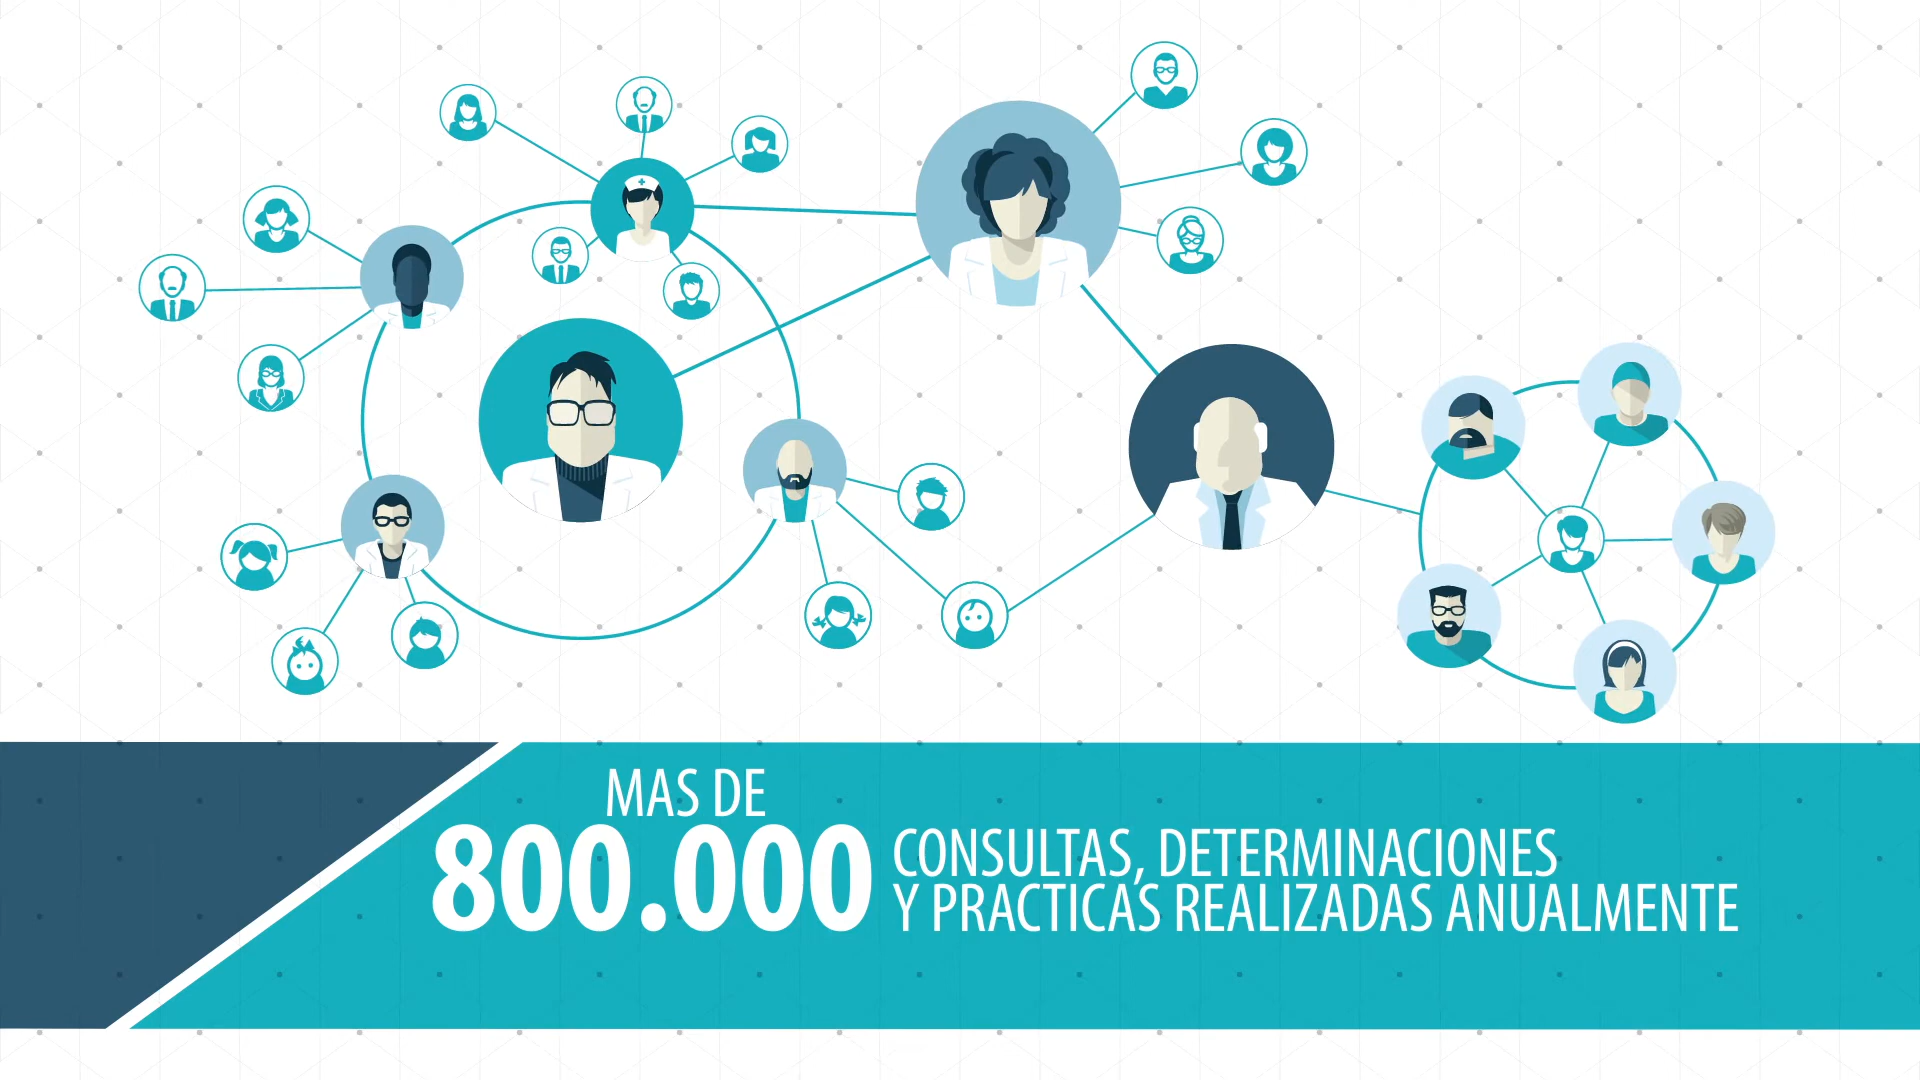 MAS DE
800.000
CONSULTAS, DETERMINACIONES
Y PRACTICAS REALIZADAS ANUALMENTE